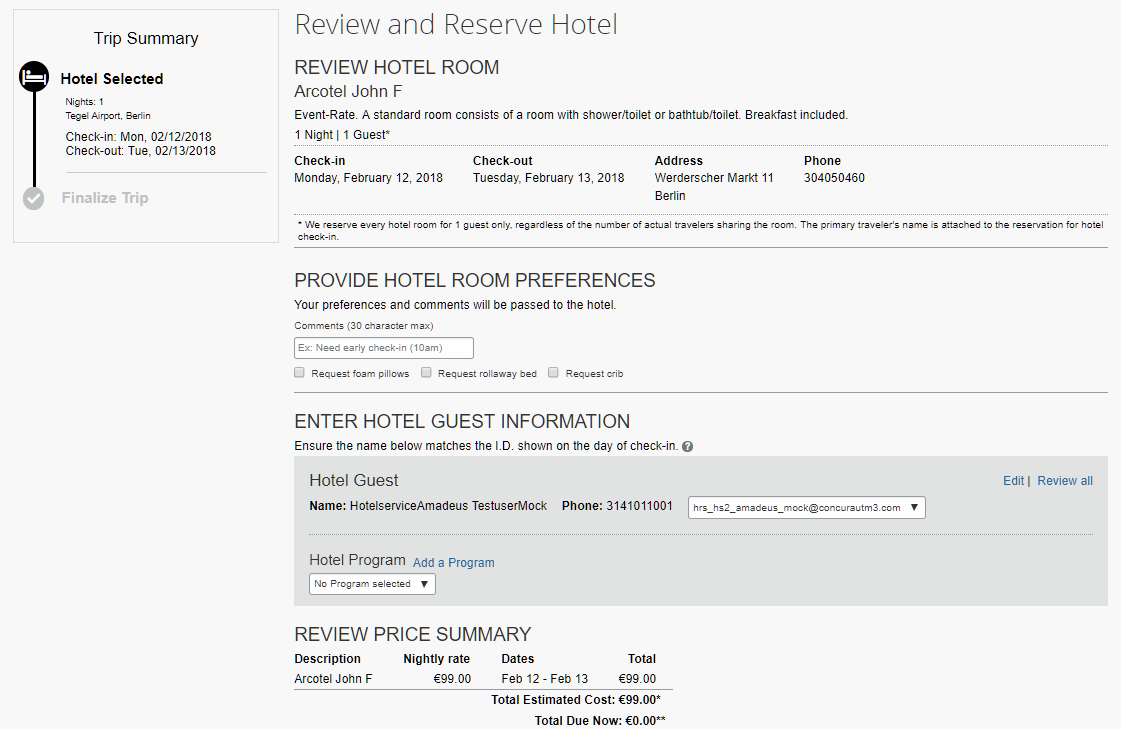 Trip Summary
Hotel Selected
Nights: 1
Tegel Airport, Berlin
Check-in: Mon, 02/12/2018
Check-out: Tue, 02/13/2018
Finalize Trip
Review and Reserve Hotel
REVIEW HOTEL ROOM
Arcotel John F
Event-Rate. A standard room consists of a room with shower/toilet or bathtub/toilet. Breakfast included.
1 Night | 1 Guest*
Check-in Check-out Address Phone
Monday, February 12, 2018 Tuesday, February 13, 2018 Werderscher Markt 11 304050460
Berlin
* We reserve every hotel room for 1 guest only, regardless of the number of actual travelers sharing the room. The primary traveler's name is attached to the reservation for hotel
check-in.
PROVIDE HOTEL ROOM PREFERENCES
Your preferences and comments will be passed to the hotel.
Comments (30 character max)
Ex: Need early check-in (10am)
Request foam pillows Request rollaway bed Request crib
ENTER HOTEL GUEST INFORMATION
Ensure the name below matches the I.D. shown on the day of check-in. ?
Hotel Guest Edit | Review all
Name: HotelserviceAmadeus TestuserMock Phone: 3141011001 hrs_hs2_amadeus_mock@concurautm3.com ▼
Hotel Program Add a Program
No Program selected ▼
REVIEW PRICE SUMMARY
Description Nightly rate Dates Total
Arcotel John F €99.00 Feb 12 - Feb 13 €99.00
Total Estimated Cost: €99.00*
Total Due Now: €0.00**